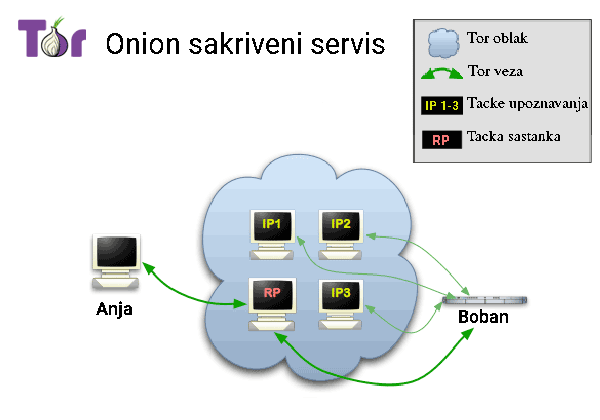 Tor
Onion sakriveni servis
Tor oblak
Tor veza
IP 1-3 Tacke upoznavanja
RP Tacka sastanka
IP1 IP2
RP IP3
Anja
Boban